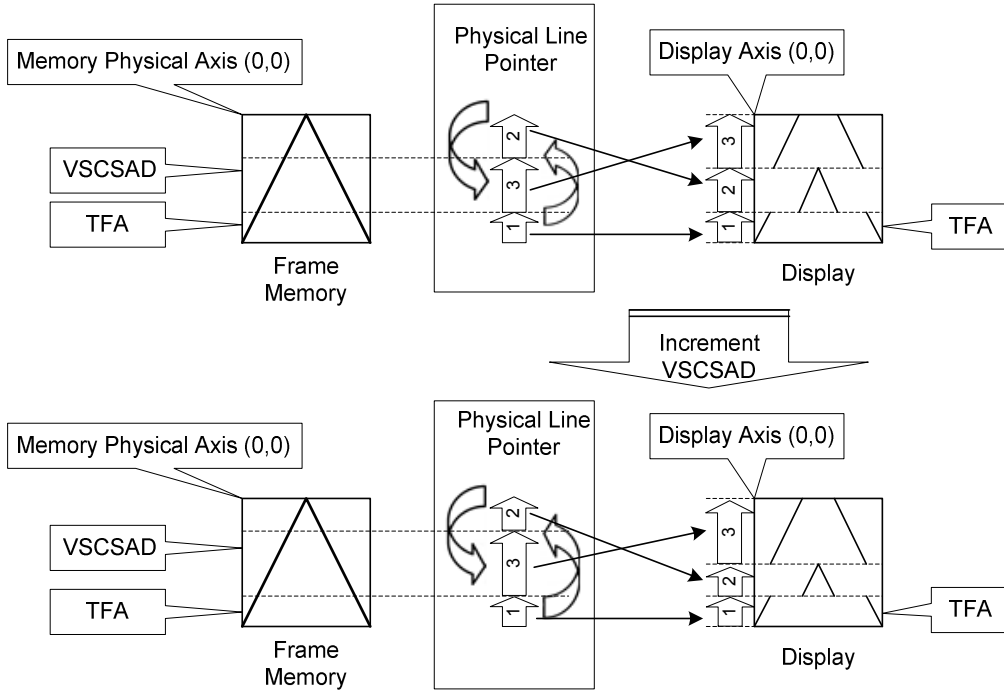 Memory Physical Axis (0,0)
Physical Line
Pointer
Display Axis (0,0)
VSCSAD
TFA
2
3
1
3
2
1
TFA
Frame
Memory
Display
Increment
VSCSAD
Memory Physical Axis (0,0)
Physical Line
Pointer
Display Axis (0,0)
VSCSAD
TFA
2
3
1
3
2
1
TFA
Frame
Memory
Display